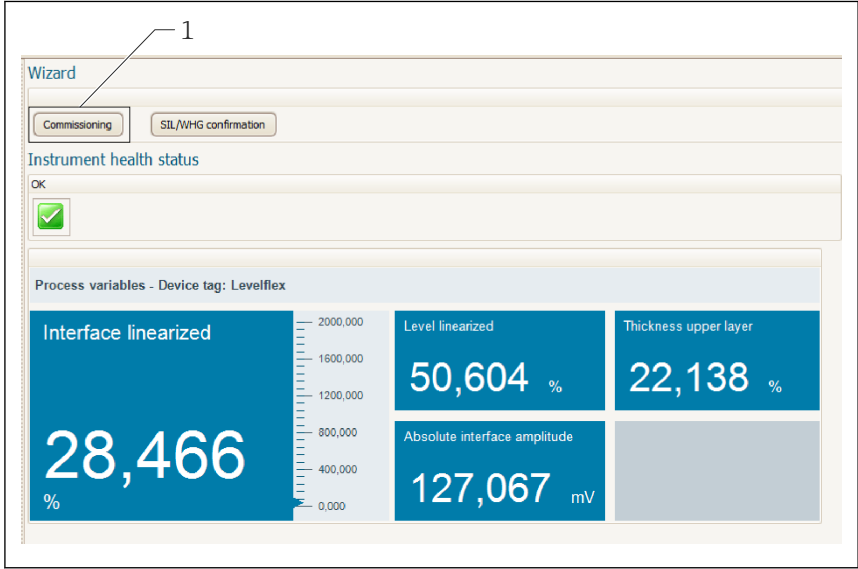 1
Wizard
Commissioning
SIL/WHG confirmation
Instrument health status
OK
Process variables - Device tag: Levelflex
Interface linearized
28,466
%
2000,000
1600,000
1200,000
800,000
400,000
0,000
Level linearized
50,604 %
Thickness upper layer
22,138 %
Absolute interface amplitude
127,067 mV